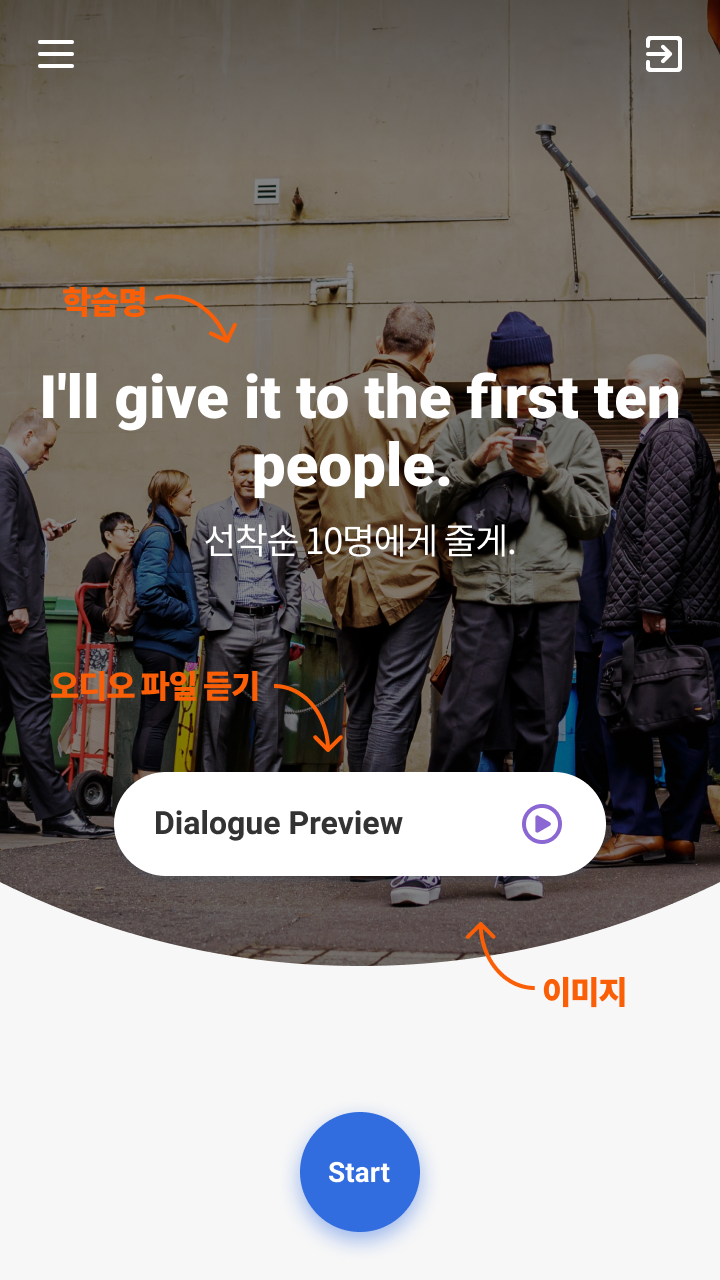 학습명
I'll give it to the first ten
people.
선착순 10명에게 줄게.
오디오 파일 듣기
Dialogue Preview
이미지
Start